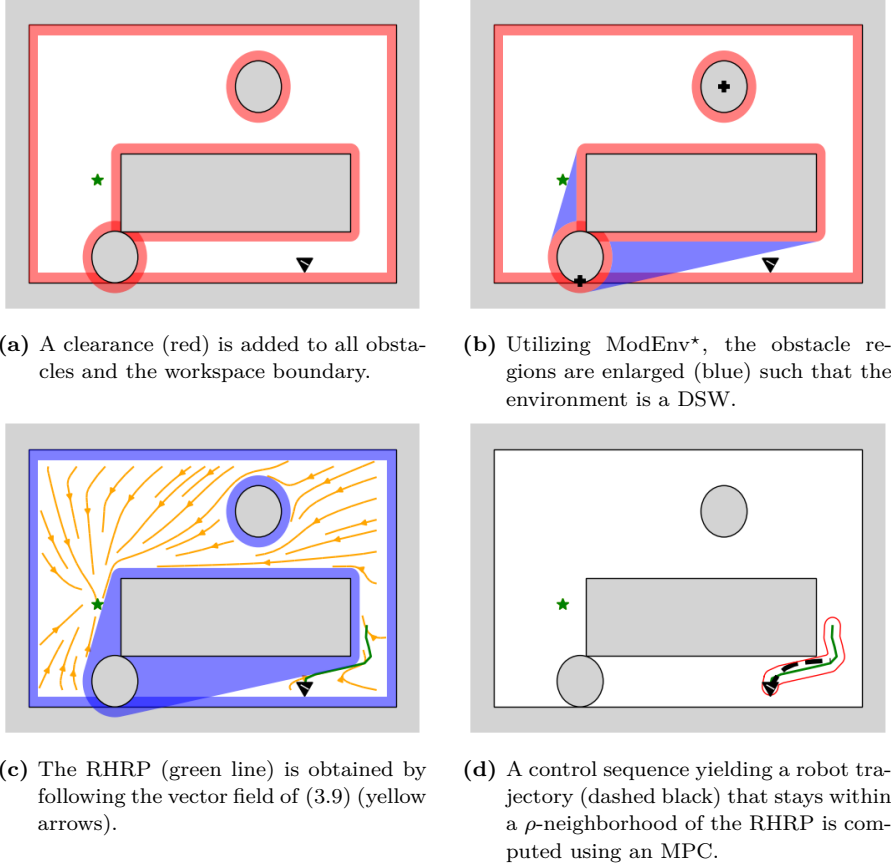 (a) A clearance (red) is added to all obsta-
cles and the workspace boundary.
(b) Utilizing ModEnv⋆, the obstacle re-
gions are enlarged (blue) such that the
environment is a DSW.
(c) The RHRP (green line) is obtained by
following the vector field of (3.9) (yellow
arrows).
(d) A control sequence yielding a robot tra-
jectory (dashed black) that stays within
a ρ-neighborhood of the RHRP is com-
puted using an MPC.